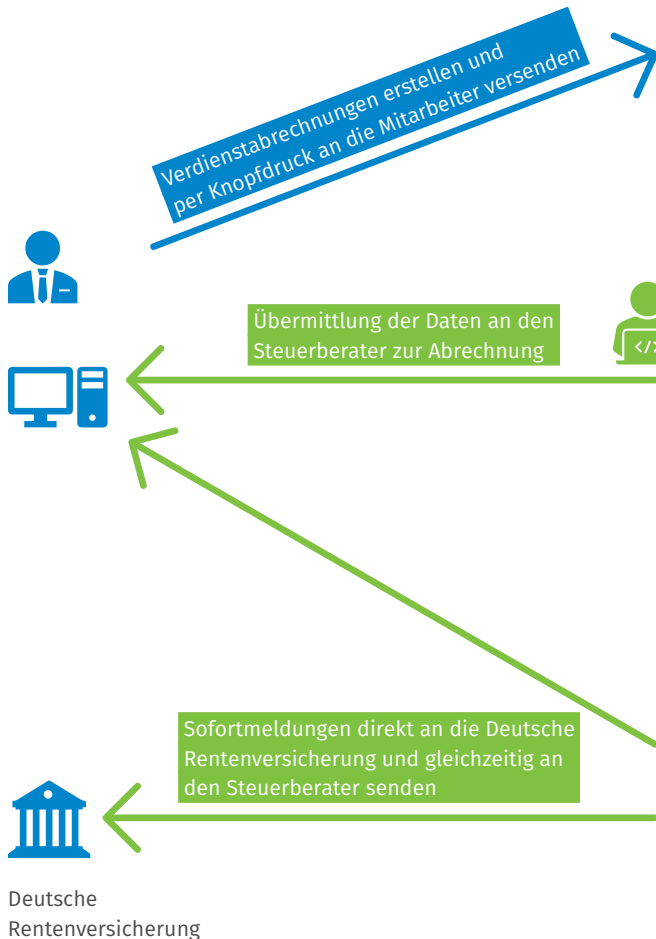 Verdienstabrechnungen erstellen und
per Knopfdruck an die Mitarbeiter versenden
Übermittlung der Daten an den
Steuerberater zur Abrechnung
</>
Sofortmeldungen direkt an die Deutsche
Rentenversicherung und gleichzeitig an
den Steuerberater senden
Deutsche
Rentenversicherung